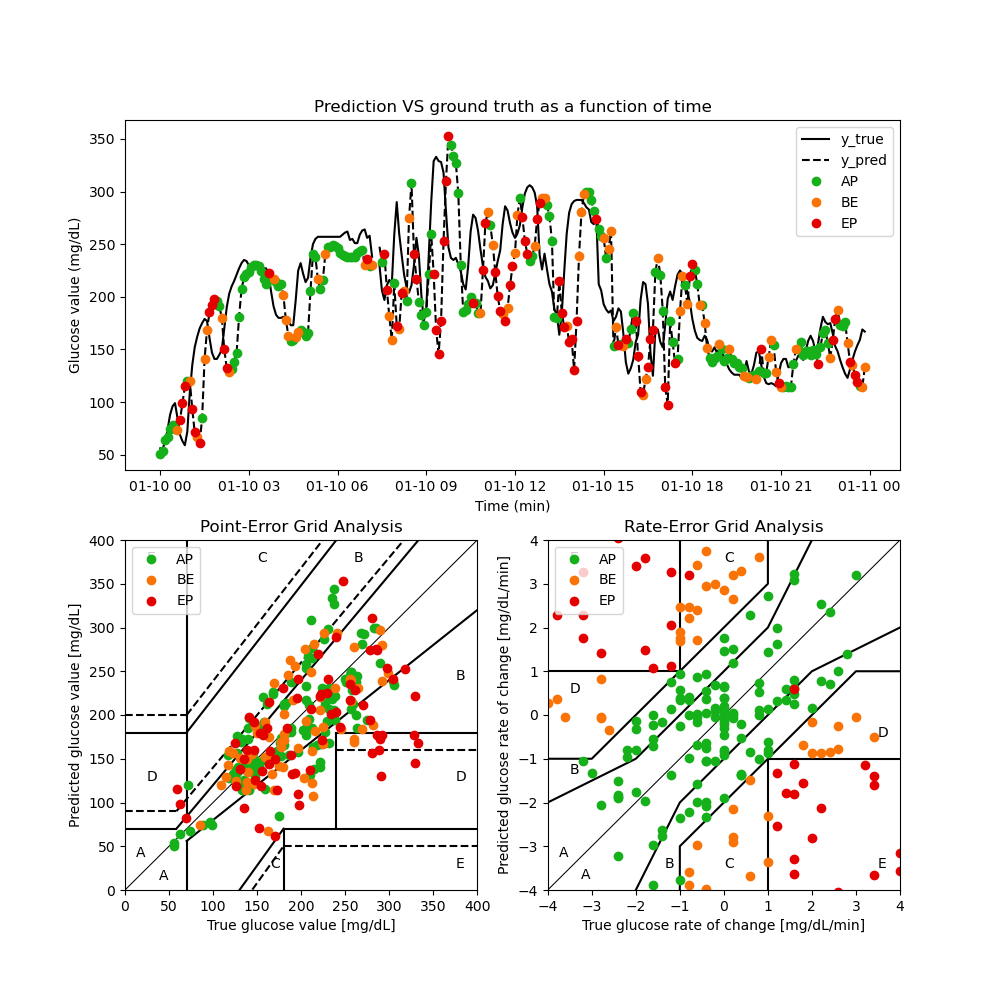 Prediction VS ground truth as a function of time
Glucose value (mg/dL)
350
300
250
200
150
100
50
y_true
y_pred
AP
BE
EP
01-10 00 01-10 03 01-10 06 01-10 09 01-10 12 01-10 15 01-10 18 01-10 21 01-11 00
Time (min)
Point-Error Grid Analysis
Predicted glucose value [mg/dL]
400
350
300
250
200
150
100
50
0
AP
BE
EP
C
B
B
D
D
A
A
C
E
0 50 100 150 200 250 300 350 400
True glucose value [mg/dL]
Rate-Error Grid Analysis
Predicted glucose rate of change [mg/dL/min]
4
3
2
1
0
−1
−2
−3
−4
AP
BE
EP
C
D
D
B
A
A
B
C
E
−4 −3 −2 −1 0 1 2 3 4
True glucose rate of change [mg/dL/min]